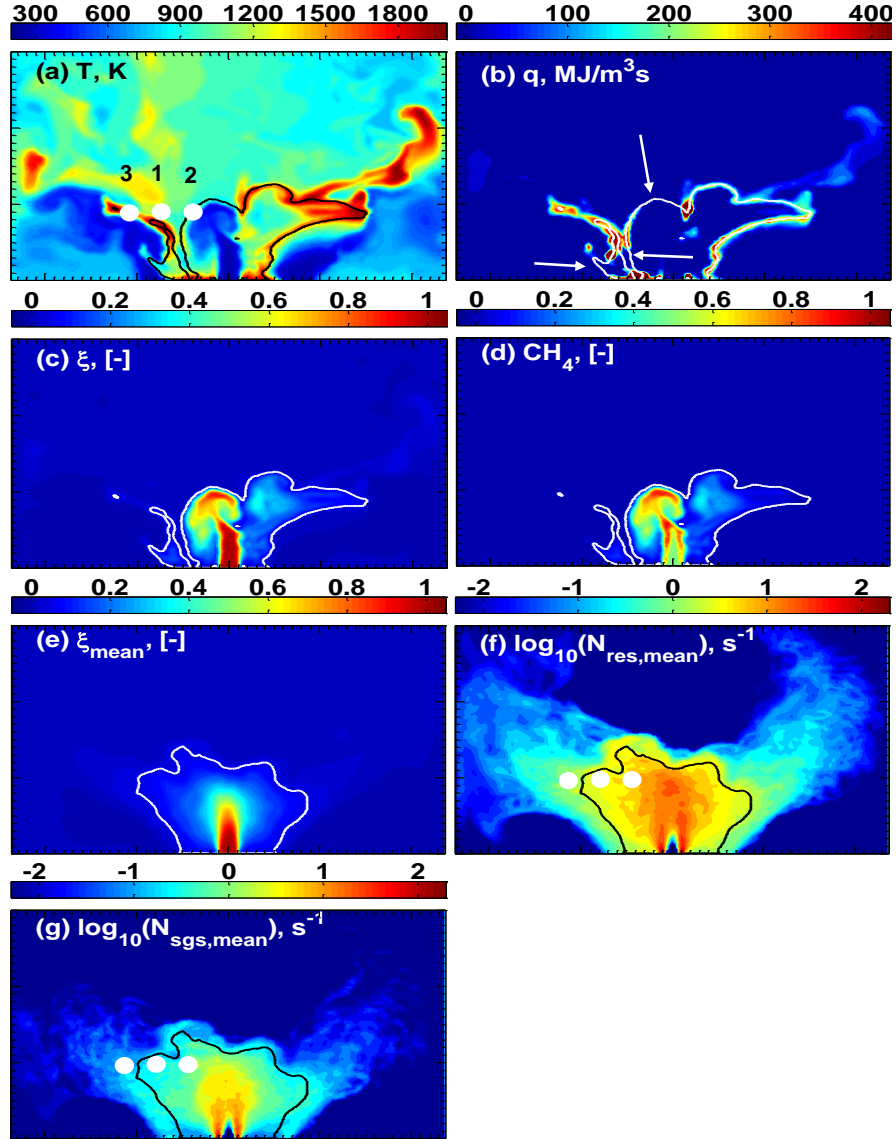 300 600 900 1200 1500 1800
0 100 200 300 400
(a) T, K
3 1 2
(b) q, MJ/m³s
0 0.2 0.4 0.6 0.8 1
0 0.2 0.4 0.6 0.8 1
(c) ξ, [-]
(d) CH₄, [-]
0 0.2 0.4 0.6 0.8 1
-2 -1 0 1 2
(e) ξmean, [-]
(f) log₁₀(Nres,mean), s⁻¹
-2 -1 0 1 2
(g) log₁₀(Nsgs,mean), s⁻¹